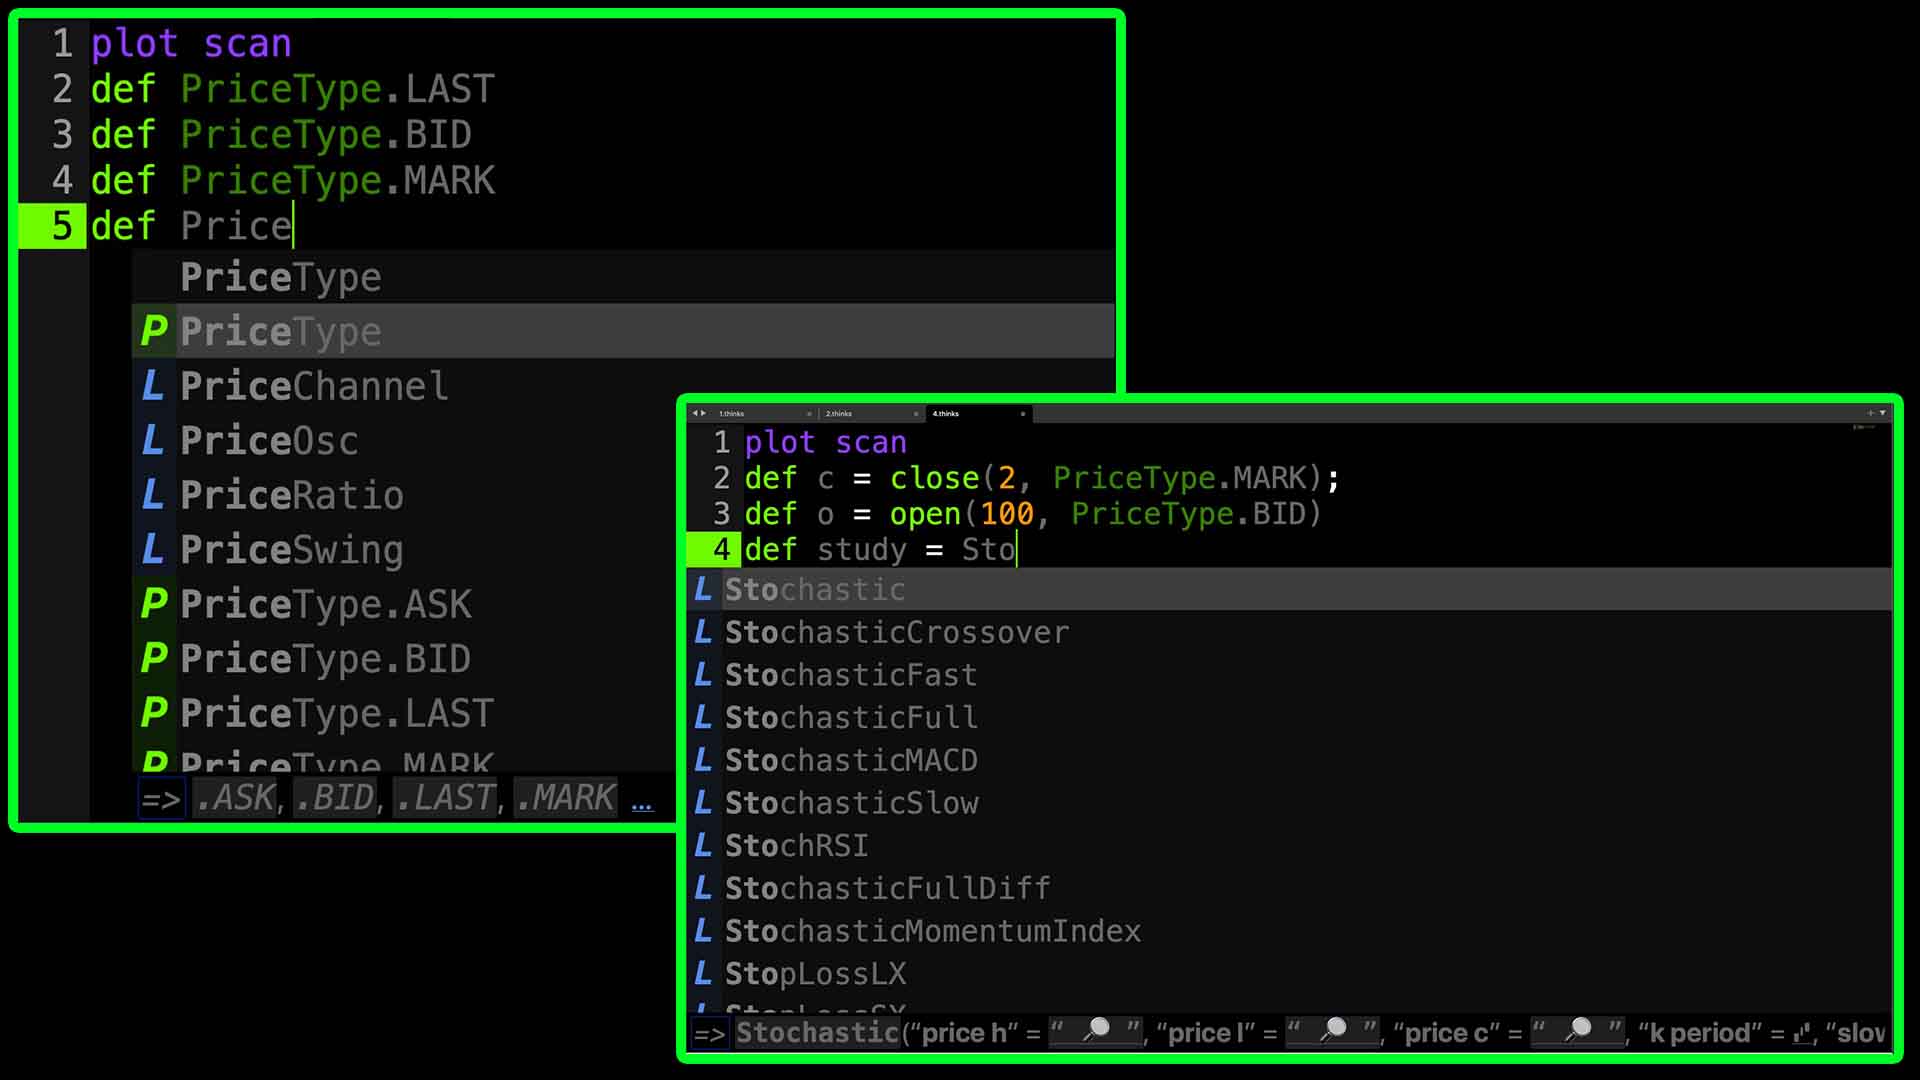 1 plot scan
2 def PriceType.LAST
3 def PriceType.BID
4 def PriceType.MARK
5 def Price
PriceType
P PriceType
L PriceChannel
L PriceOsc
L PriceRatio
L PriceSwing
P PriceType.ASK
P PriceType.BID
P PriceType.LAST
P PriceType.MARK
=> .ASK, .BID, .LAST, .MARK ...
1.thinks 2.thinks 4.thinks
1 plot scan
2 def c = close(2, PriceType.MARK);
3 def o = open(100, PriceType.BID)
4 def study = Sto
L Stochastic
L StochasticCrossover
L StochasticFast
L StochasticFull
L StochasticMACD
L StochasticSlow
L StochRSI
L StochasticFullDiff
L StochasticMomentumIndex
L StopLossLX
L StopLossSX
=> Stochastic(“price h” = “ 🔎 ”, “price l” = “ 🔎 ”, “price c” = “ 🔎 ”, “k period” = , “slow